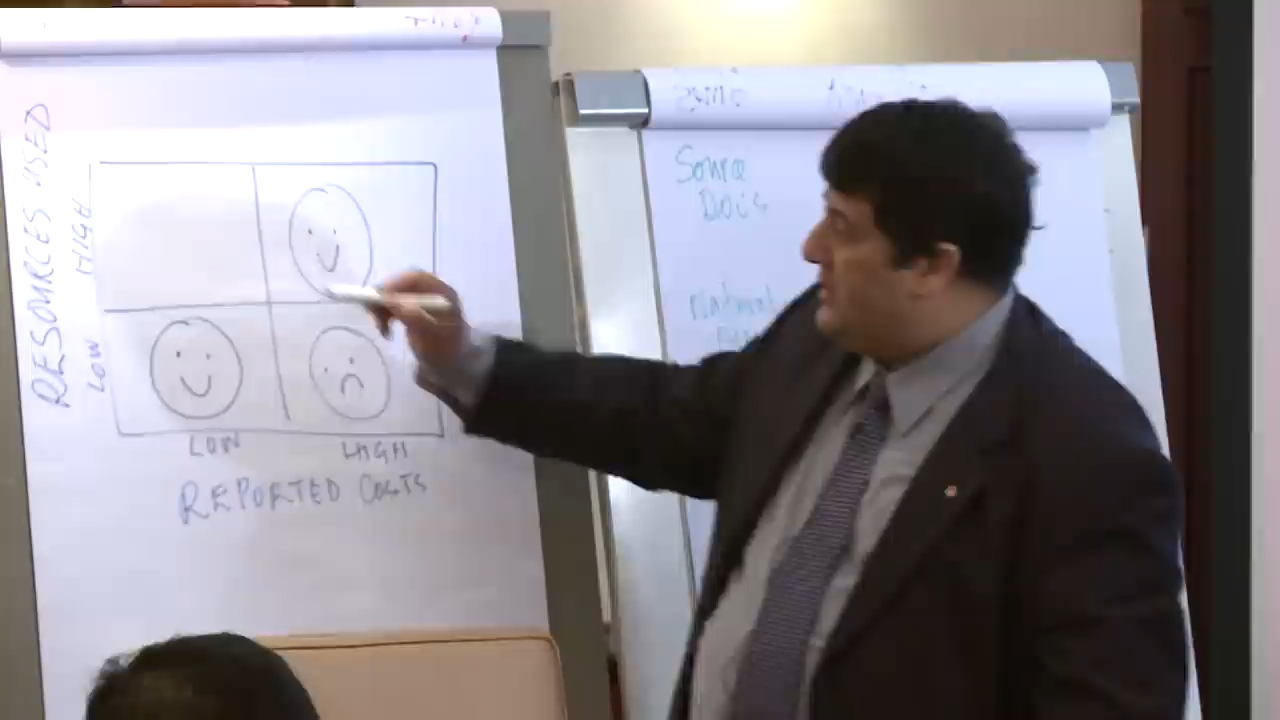 RESOURCES USED
HIGH
LOW
LOW
HIGH
REPORTED COSTS
Source
Docs